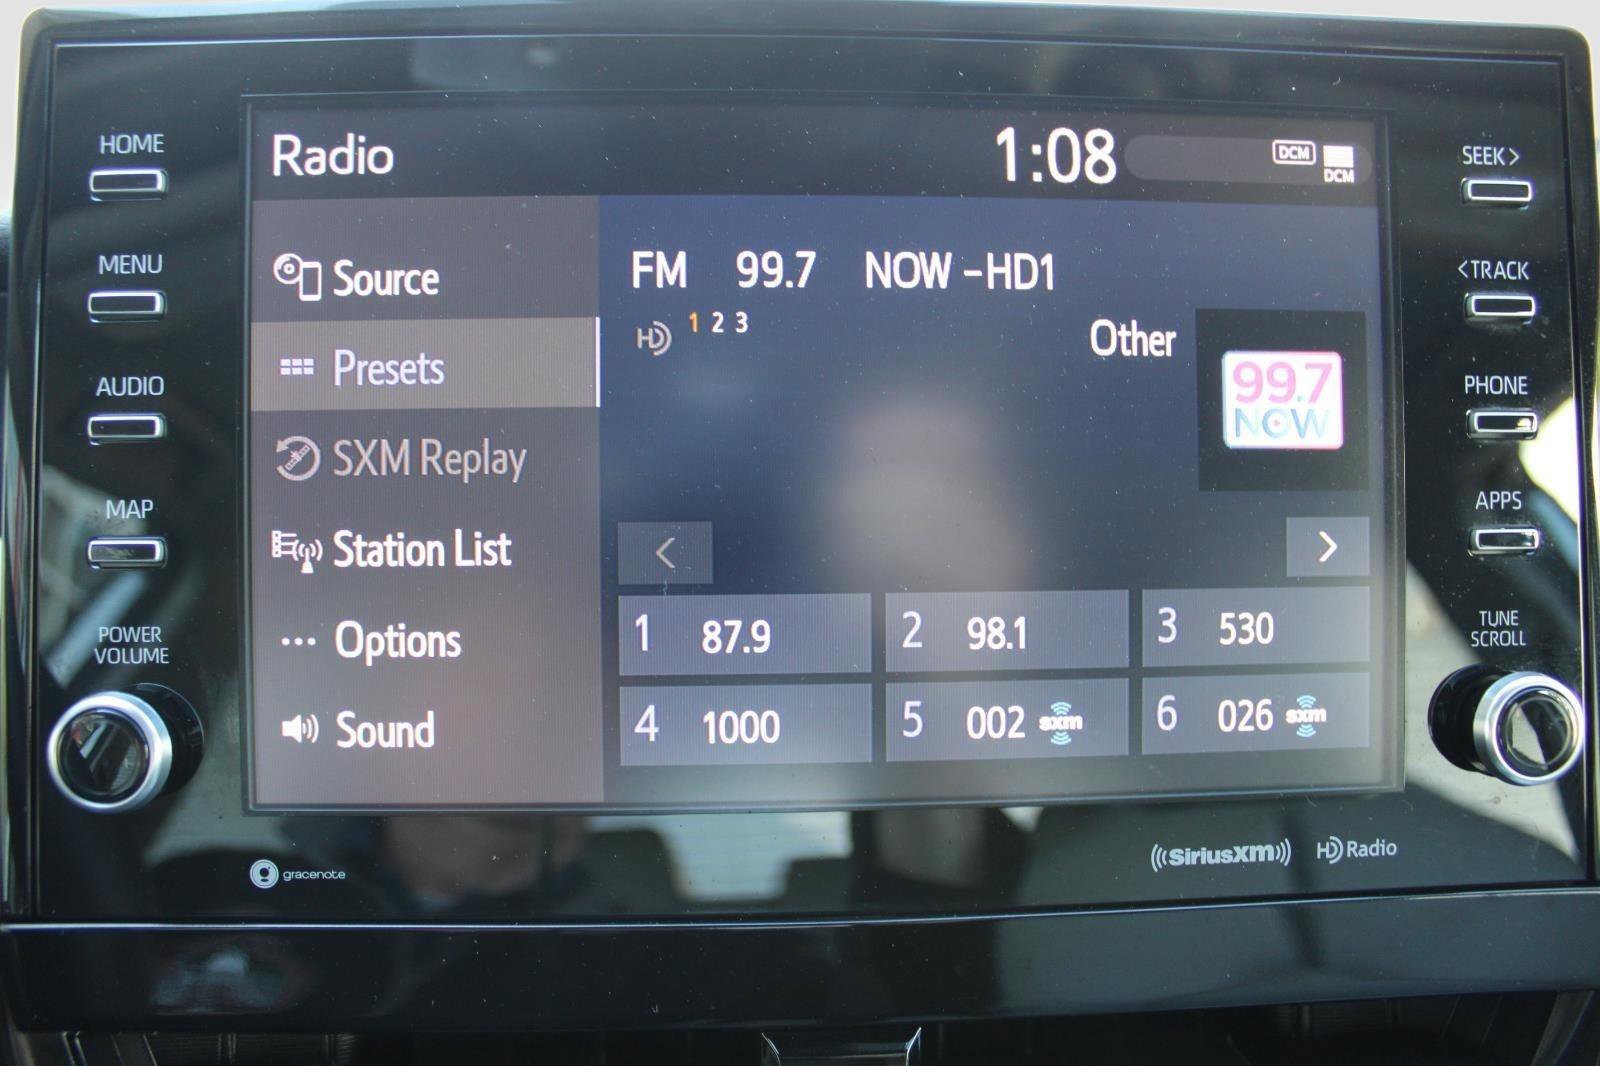 HOME
MENU
AUDIO
MAP
POWER
VOLUME
Radio
1:08
DCM
DCM
Source
Presets
SXM Replay
Station List
Options
Sound
FM 99.7 NOW -HD1
HD 1 2 3
Other
99.7
NOW
<
>
1 87.9
2 98.1
3 530
4 1000
5 002 sxm
6 026 sxm
SEEK>
<TRACK
PHONE
APPS
TUNE
SCROLL
gracenote
((SiriusXM))
HD Radio